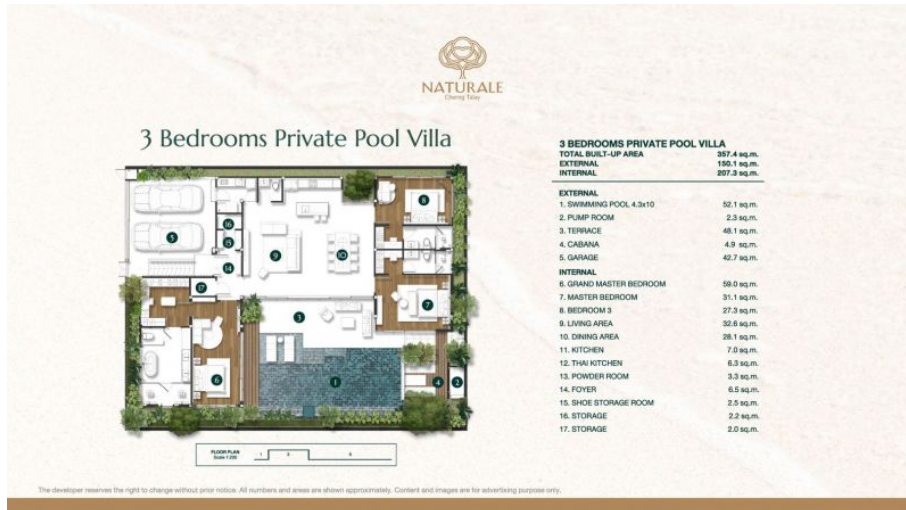 NATURALE
Cherng Talay
3 Bedrooms Private Pool Villa
3 BEDROOMS PRIVATE POOL VILLA
TOTAL BUILT-UP AREA 357.4 sq.m.
EXTERNAL 150.1 sq.m.
INTERNAL 207.3 sq.m.
EXTERNAL
1. SWIMMING POOL 4.3x10 52.1 sq.m.
2. PUMP ROOM 2.3 sq.m.
3. TERRACE 48.1 sq.m.
4. CABANA 4.9 sq.m.
5. GARAGE 42.7 sq.m.
INTERNAL
6. GRAND MASTER BEDROOM 59.0 sq.m.
7. MASTER BEDROOM 31.1 sq.m.
8. BEDROOM 3 27.3 sq.m.
9. LIVING AREA 32.6 sq.m.
10. DINING AREA 28.1 sq.m.
11. KITCHEN 7.0 sq.m.
12. THAI KITCHEN 6.3 sq.m.
13. POWDER ROOM 3.3 sq.m.
14. FOYER 6.5 sq.m.
15. SHOE STORAGE ROOM 2.5 sq.m.
16. STORAGE 2.2 sq.m.
17. STORAGE 2.0 sq.m.
8
16
5
15
9
10
14
17
7
3
6
1
4
2
FLOOR PLAN
Scale 1:200
1
3
The developer reserves the right to change without prior notice. All numbers and areas are shown approximately. Content and images are for advertising purpose only.